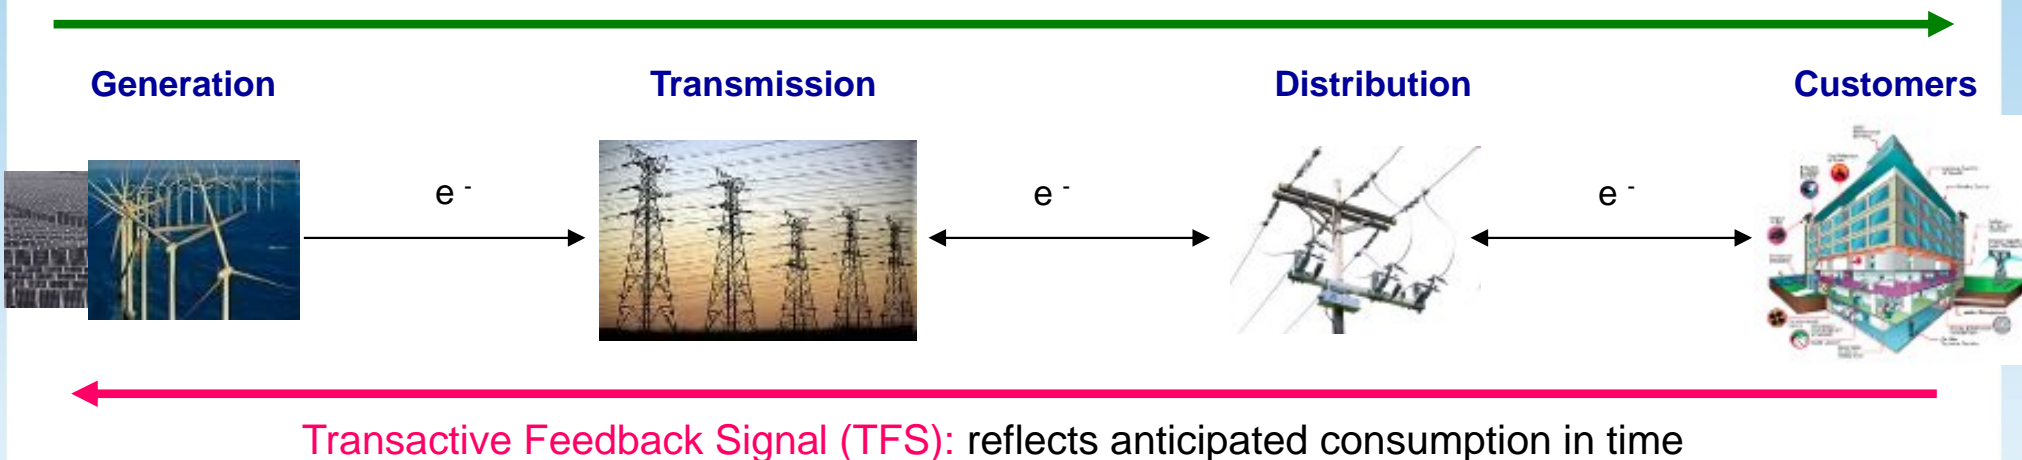 Generation
Transmission
Distribution
Customers
e -
e -
e -
Transactive Feedback Signal (TFS): reflects anticipated consumption in time